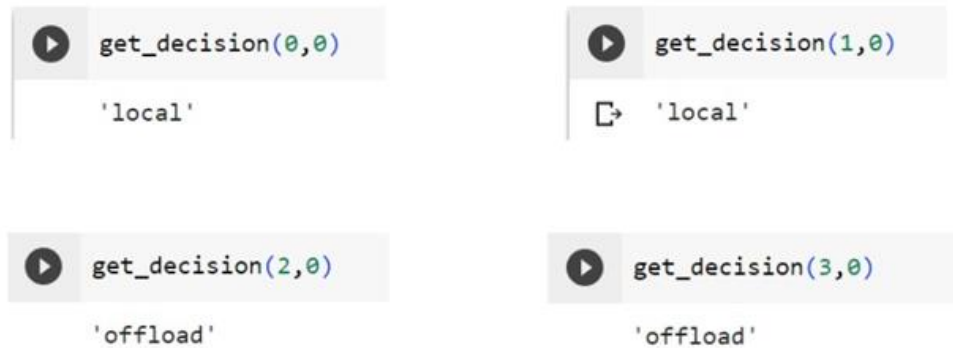 get_decision(0,0)
'local'
get_decision(1,0)
'local'
get_decision(2,0)
'offload'
get_decision(3,0)
'offload'